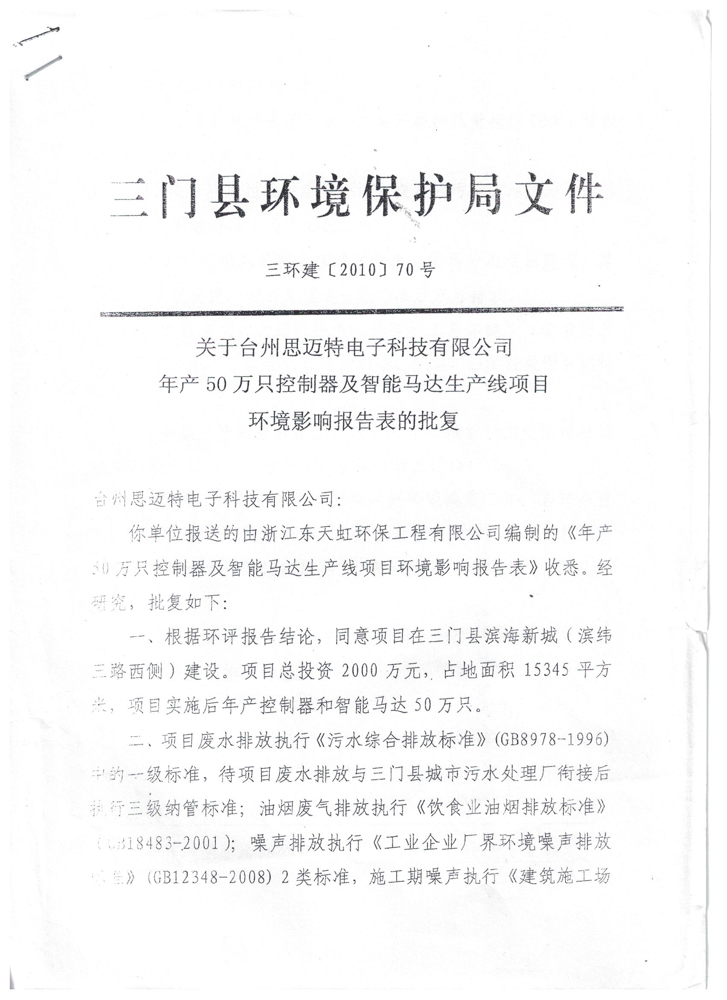 三门县环境保护局文件
三环建〔2010〕70号
关于台州思迈特电子科技有限公司
年产50万只控制器及智能马达生产线项目
环境影响报告表的批复
台州思迈特电子科技有限公司：
你单位报送的由浙江东天虹环保工程有限公司编制的《年产
50万只控制器及智能马达生产线项目环境影响报告表》收悉。经
研究，批复如下：
一、根据环评报告结论，同意项目在三门县滨海新城（滨纬
三路西侧）建设。项目总投资2000万元，占地面积15345平方
米，项目实施后年产控制器和智能马达50万只。
二、项目废水排放执行《污水综合排放标准》(GB8978-1996)
中的一级标准，待项目废水排放与三门县城市污水处理厂衔接后
执行三级纳管标准；油烟废气排放执行《饮食业油烟排放标准》
（GB18483-2001）；噪声排放执行《工业企业厂界环境噪声排放
标准》(GB12348-2008)2类标准，施工期噪声执行《建筑施工场